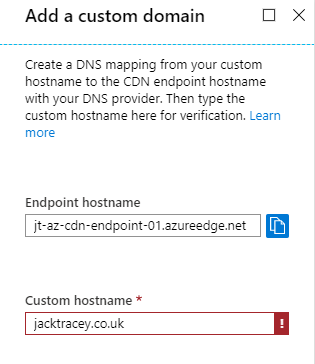 Add a custom domain
Create a DNS mapping from your custom
hostname to the CDN endpoint hostname
with your DNS provider. Then type the
custom hostname here for verification. Learn
more
Endpoint hostname
jt-az-cdn-endpoint-01.azureedge.net
Custom hostname *
jacktracey.co.uk